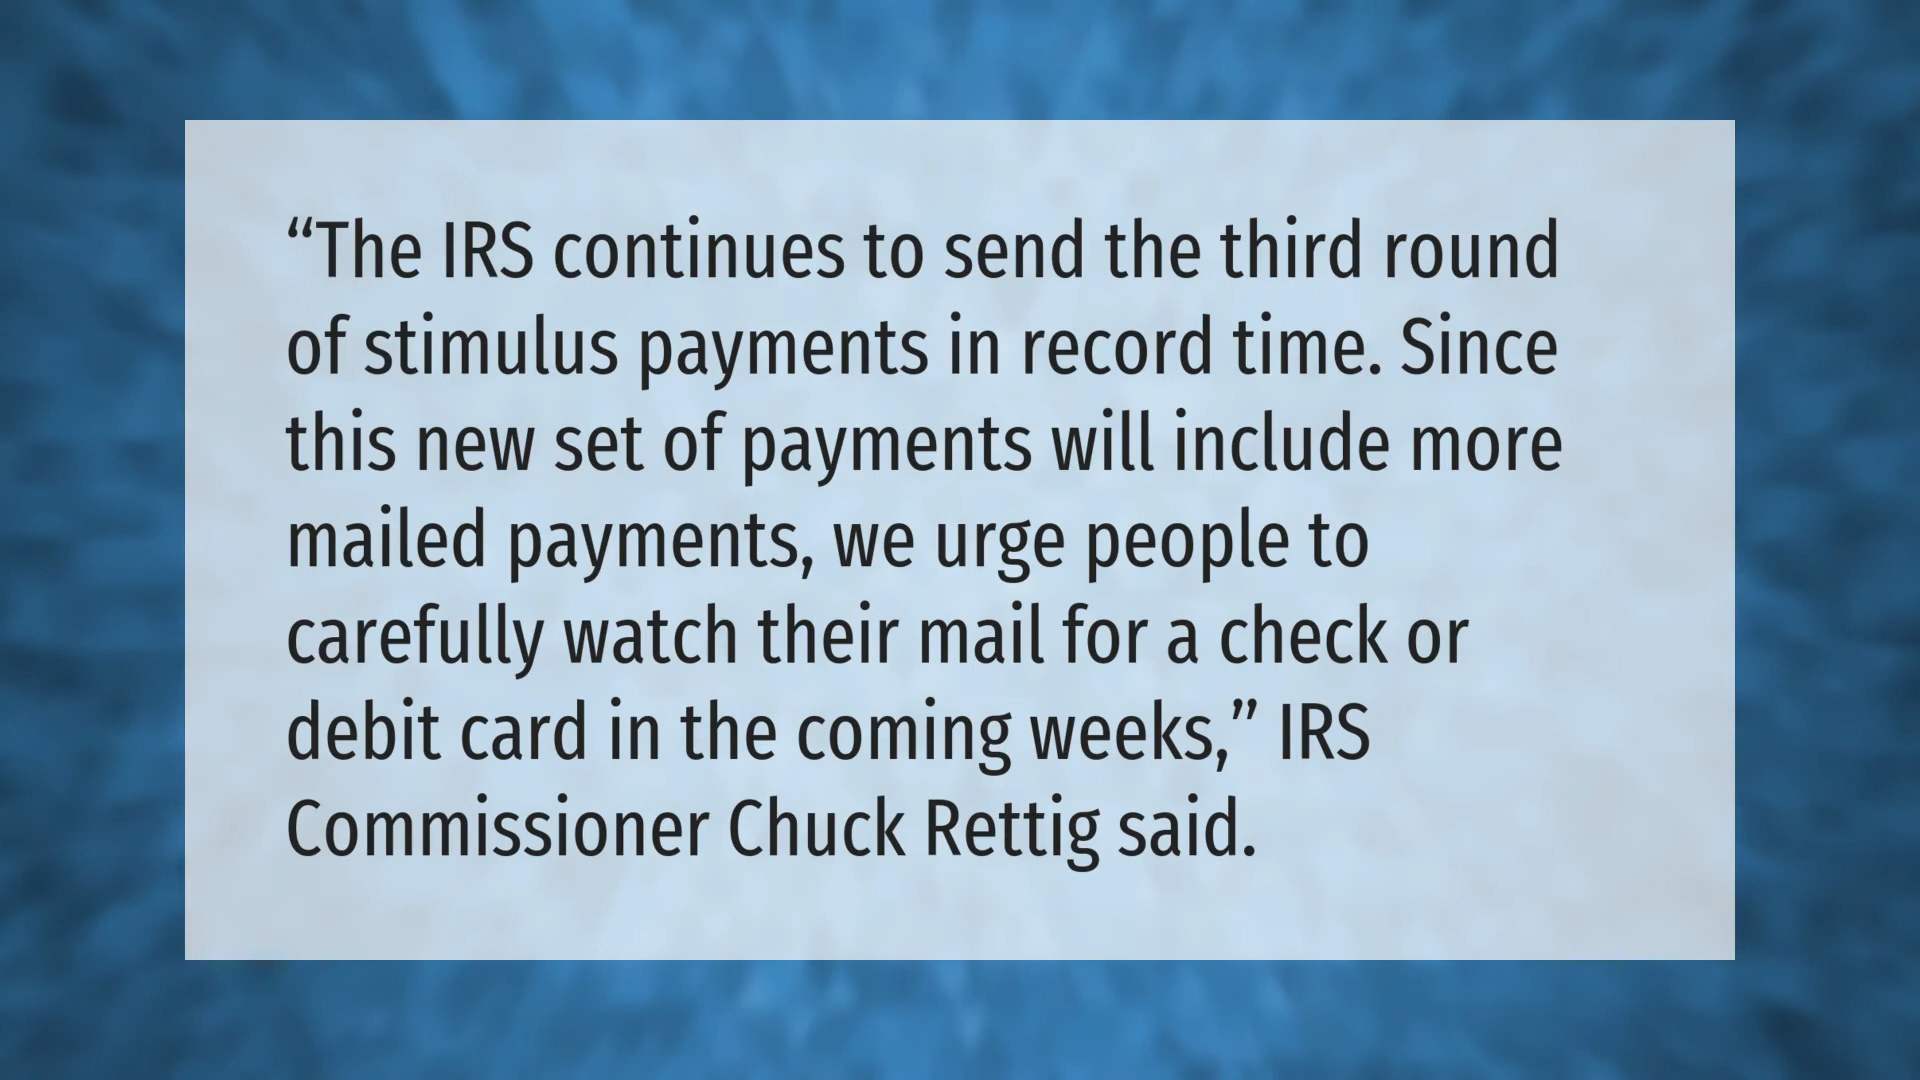 “The IRS continues to send the third round
of stimulus payments in record time. Since
this new set of payments will include more
mailed payments, we urge people to
carefully watch their mail for a check or
debit card in the coming weeks,” IRS
Commissioner Chuck Rettig said.